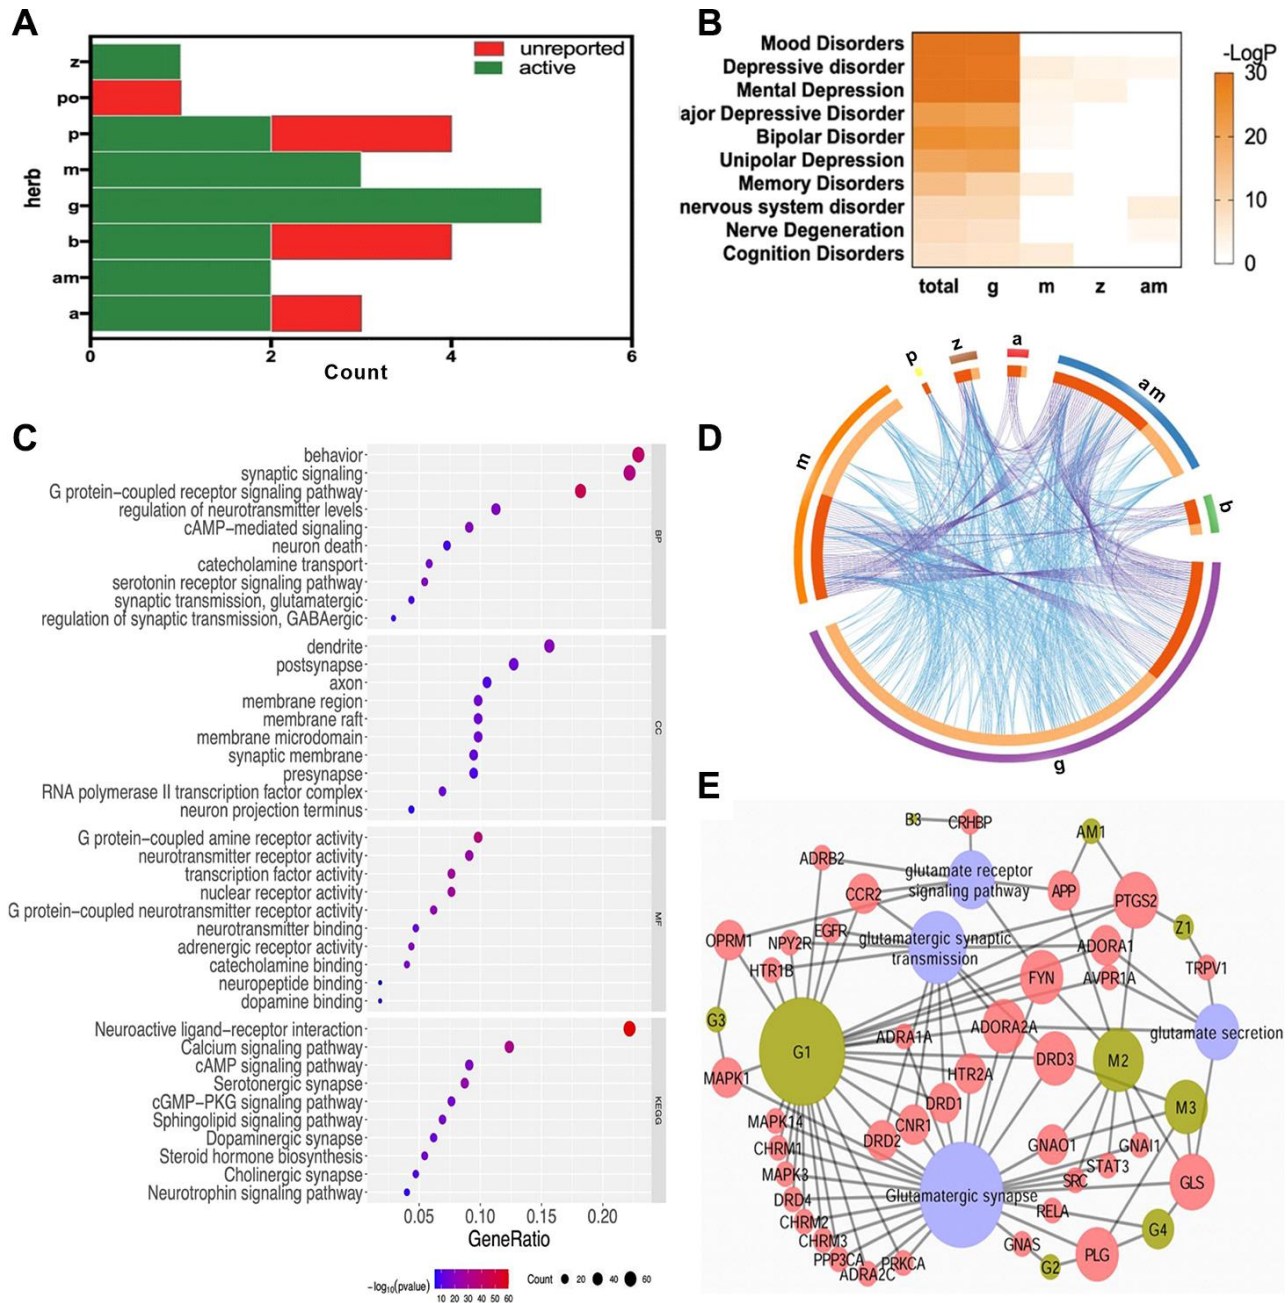 A
unreported
active
z
po
p
m
g
b
am
a
herb
0
2
4
6
Count
B
Mood Disorders
Depressive disorder
Mental Depression
ajor Depressive Disorder
Bipolar Disorder
Unipolar Depression
Memory Disorders
nervous system disorder
Nerve Degeneration
Cognition Disorders
total g m z am
-LogP
30
20
10
0
C
behavior
synaptic signaling
G protein-coupled receptor signaling pathway
regulation of neurotransmitter levels
cAMP-mediated signaling
neuron death
catecholamine transport
serotonin receptor signaling pathway
synaptic transmission, glutamatergic
regulation of synaptic transmission, GABAergic
BP
dendrite
postsynapse
axon
membrane region
membrane raft
membrane microdomain
synaptic membrane
presynapse
RNA polymerase II transcription factor complex
neuron projection terminus
CC
G protein-coupled amine receptor activity
neurotransmitter receptor activity
transcription factor activity
nuclear receptor activity
G protein-coupled neurotransmitter receptor activity
neurotransmitter binding
adrenergic receptor activity
catecholamine binding
neuropeptide binding
dopamine binding
MF
Neuroactive ligand-receptor interaction
Calcium signaling pathway
cAMP signaling pathway
Serotonergic synapse
cGMP-PKG signaling pathway
Sphingolipid signaling pathway
Dopaminergic synapse
Steroid hormone biosynthesis
Cholinergic synapse
Neurotrophin signaling pathway
KEGG
0.05 0.10 0.15 0.20
GeneRatio
-log10(pvalue)
10 20 30 40 50 60
Count 20 40 60
D
p
z
a
am
b
g
m
E
B3
CRHBP
AM1
ADRB2
glutamate receptor
signaling pathway
CCR2
APP
PTGS2
Z1
OPRM1
NPY2R
EGFR
glutamatergic synaptic
transmission
ADORA1
HTR1B
FYN
AVPR1A
TRPV1
G3
ADRA1A
ADORA2A
glutamate secretion
G1
DRD3
M2
MAPK1
HTR2A
DRD1
M3
MAPK14
CNR1
DRD2
CHRM1
GNAO1
GNAI1
STAT3
MAPK3
SRC
GLS
DRD4
Glutamatergic synapse
CHRM2
RELA
G4
CHRM3
GNAS
PPP3CA
PRKCA
G2
PLG
ADRA2C